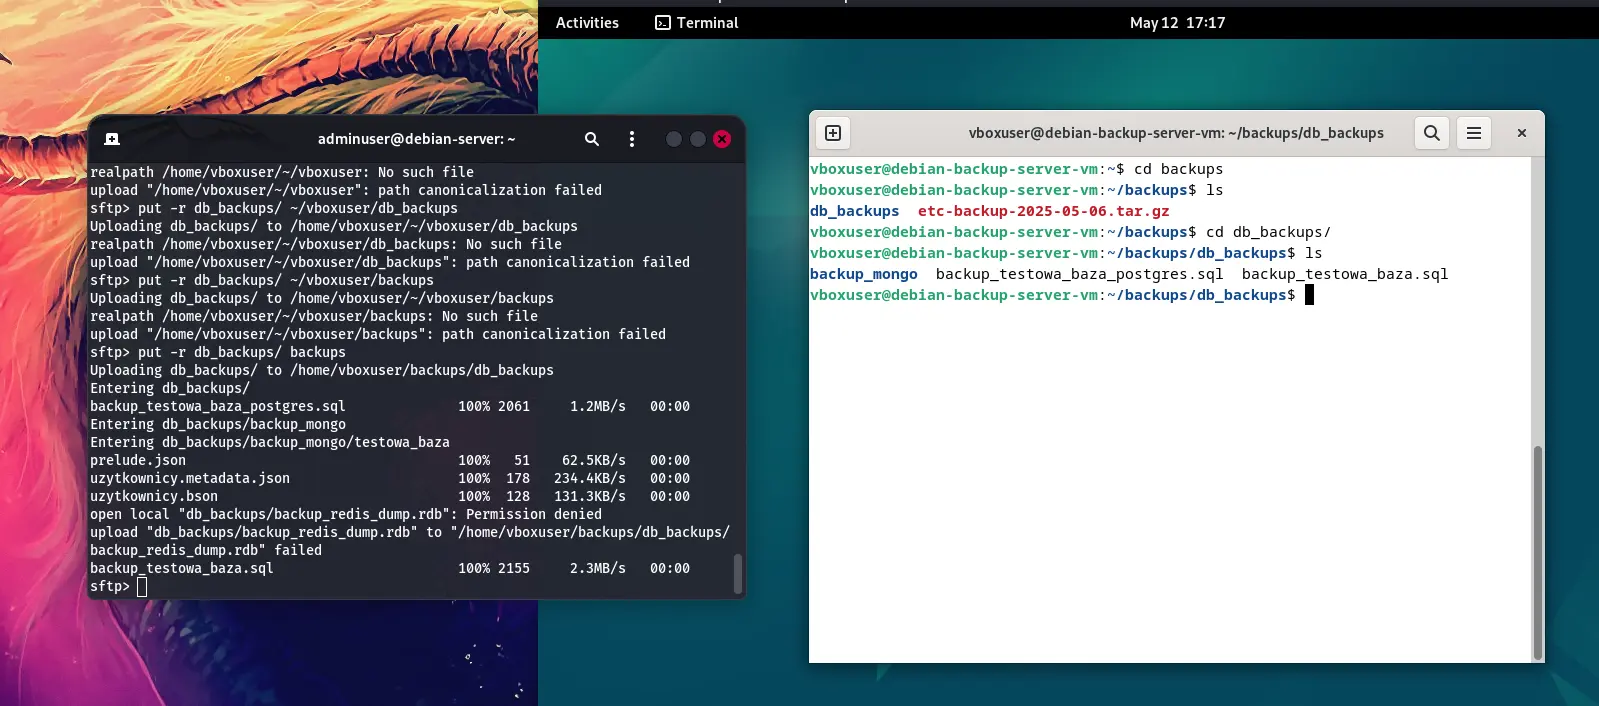 Activities
Terminal
May 12 17:17
adminuser@debian-server: ~
realpath /home/vboxuser/~/vboxuser: No such file
upload "/home/vboxuser/~/vboxuser": path canonicalization failed
sftp> put -r db_backups/ ~/vboxuser/db_backups
Uploading db_backups/ to /home/vboxuser/~/vboxuser/db_backups
realpath /home/vboxuser/~/vboxuser/db_backups: No such file
upload "/home/vboxuser/~/vboxuser/db_backups": path canonicalization failed
sftp> put -r db_backups/ ~/vboxuser/backups
Uploading db_backups/ to /home/vboxuser/~/vboxuser/backups
realpath /home/vboxuser/~/vboxuser/backups: No such file
upload "/home/vboxuser/~/vboxuser/backups": path canonicalization failed
sftp> put -r db_backups/ backups
Uploading db_backups/ to /home/vboxuser/backups/db_backups
Entering db_backups/
backup_testowa_baza_postgres.sql 100% 2061 1.2MB/s 00:00
Entering db_backups/backup_mongo
Entering db_backups/backup_mongo/testowa_baza
prelude.json 100% 51 62.5KB/s 00:00
uzytkownicy.metadata.json 100% 178 234.4KB/s 00:00
uzytkownicy.bson 100% 128 131.3KB/s 00:00
open local "db_backups/backup_redis_dump.rdb": Permission denied
upload "db_backups/backup_redis_dump.rdb" to "/home/vboxuser/backups/db_backups/
backup_redis_dump.rdb" failed
backup_testowa_baza.sql 100% 2155 2.3MB/s 00:00
sftp>
vboxuser@debian-backup-server-vm: ~/backups/db_backups
vboxuser@debian-backup-server-vm:~$ cd backups
vboxuser@debian-backup-server-vm:~/backups$ ls
db_backups etc-backup-2025-05-06.tar.gz
vboxuser@debian-backup-server-vm:~/backups$ cd db_backups/
vboxuser@debian-backup-server-vm:~/backups/db_backups$ ls
backup_mongo backup_testowa_baza_postgres.sql backup_testowa_baza.sql
vboxuser@debian-backup-server-vm:~/backups/db_backups$